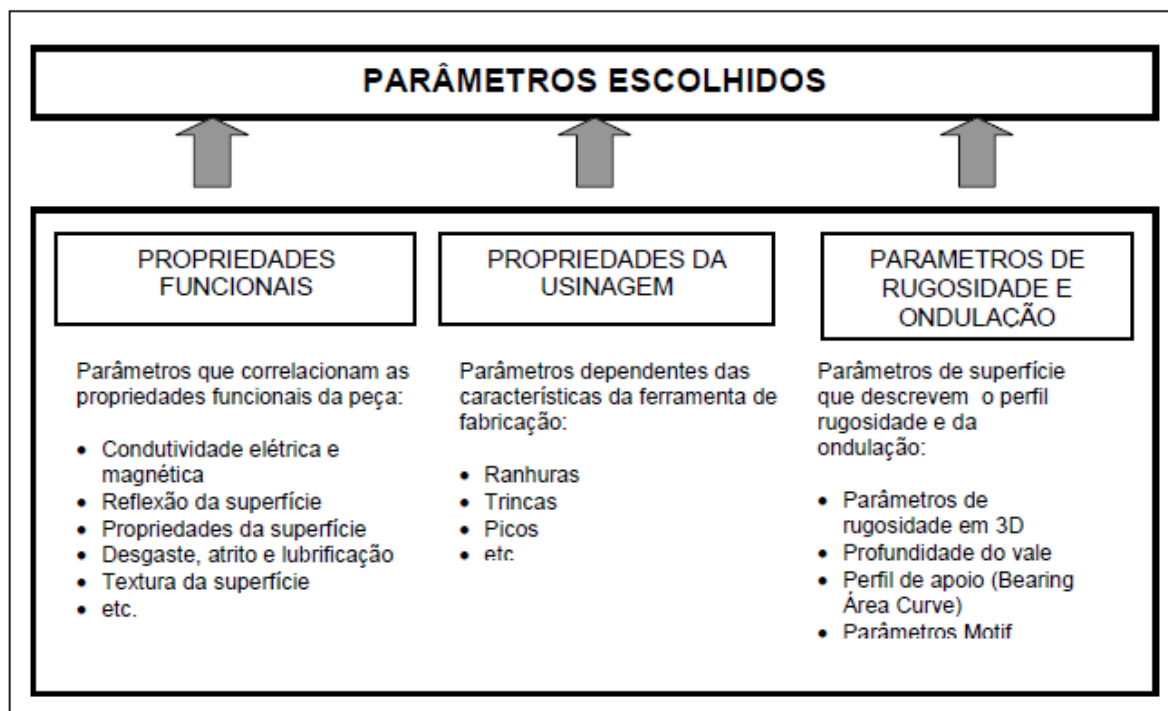 PARÂMETROS ESCOLHIDOS
PROPRIEDADES
FUNCIONAIS
Parâmetros que correlacionam as
propriedades funcionais da peça:
• Condutividade elétrica e
magnética
• Reflexão da superfície
• Propriedades da superfície
• Desgaste, atrito e lubrificação
• Textura da superfície
• etc.
PROPRIEDADES DA
USINAGEM
Parâmetros dependentes das
características da ferramenta de
fabricação:
• Ranhuras
• Trincas
• Picos
• etc
PARAMETROS DE
RUGOSIDADE E
ONDULAÇÃO
Parâmetros de superfície
que descrevem o perfil
rugosidade e da
ondulação:
• Parâmetros de
rugosidade em 3D
• Profundidade do vale
• Perfil de apoio (Bearing
Área Curve)
• Parâmetros Motif